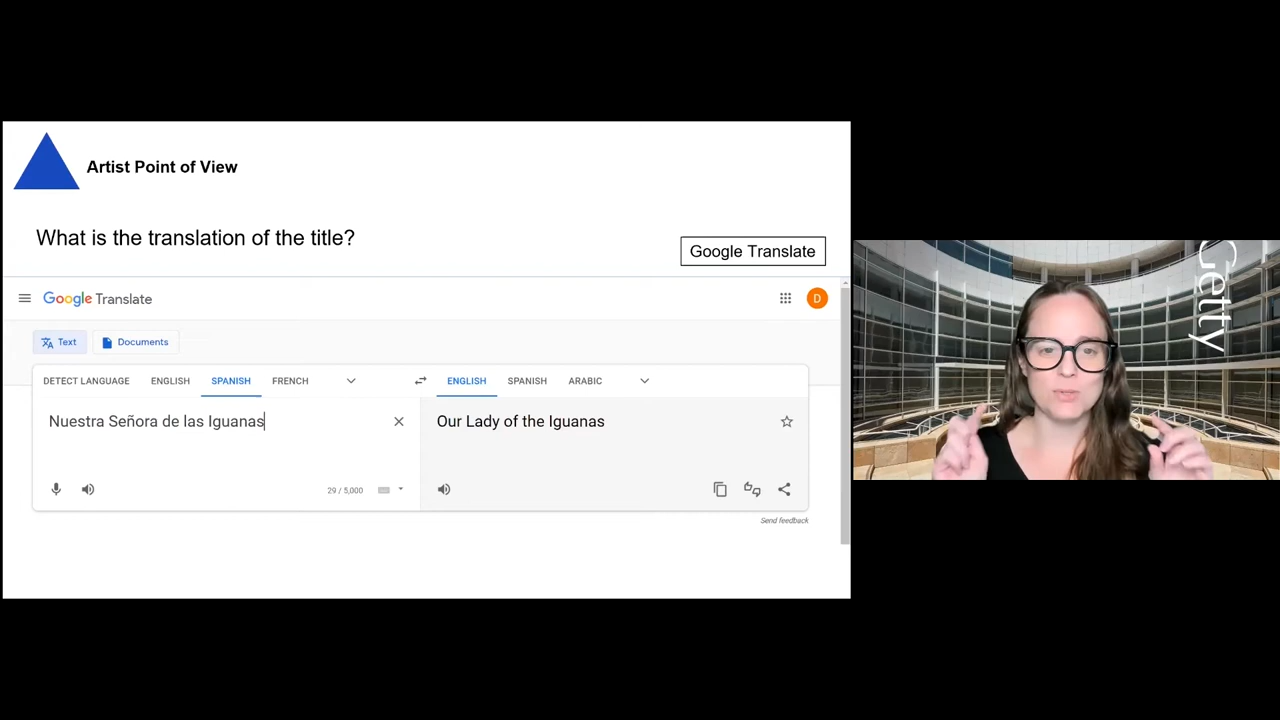 Artist Point of View
What is the translation of the title?
Google Translate
Google Translate
D
Text
Documents
DETECT LANGUAGE
ENGLISH
SPANISH
FRENCH
ENGLISH
SPANISH
ARABIC
Nuestra Señora de las Iguanas
Our Lady of the Iguanas
29 / 5,000
Send feedback
Getty